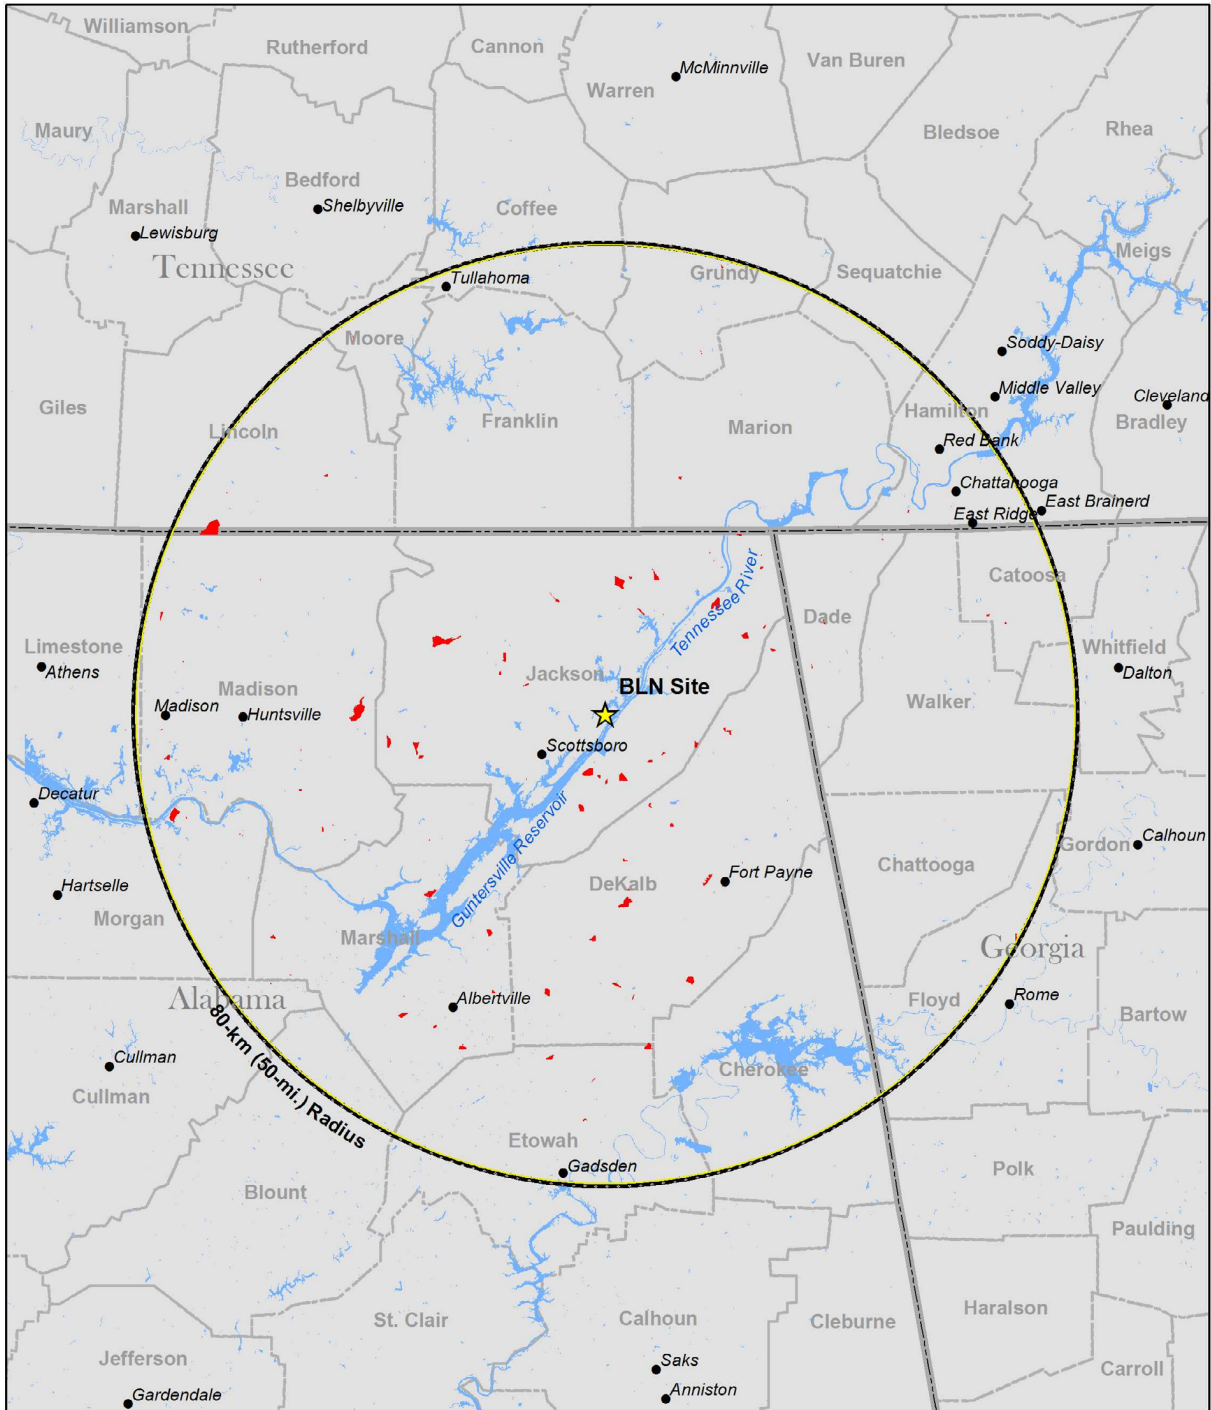 Williamson
Rutherford
Cannon
McMinnville
Van Buren
Warren
Maury
Bledsoe
Rhea
Bedford
Marshall
Shelbyville
Coffee
Lewisburg
Meigs
Tennessee
Grundy
Sequatchie
Tullahoma
Moore
Soddy-Daisy
Middle Valley
Cleveland
Giles
Hamilton
Lincoln
Franklin
Marion
Bradley
Red Bank
Chattanooga
East Brainerd
East Ridge
Catoosa
Tennessee River
Dade
Limestone
Whitfield
Athens
Jackson
Dalton
Madison
BLN Site
Walker
Madison
Huntsville
Scottsboro
Decatur
Guntersville Reservoir
Calhoun
Gordon
Chattooga
Fort Payne
DeKalb
Hartselle
Morgan
Marshall
Georgia
Alabama
Albertville
Floyd
Rome
Bartow
80-km (50-mi.) Radius
Cullman
Cherokee
Cullman
Etowah
Gadsden
Polk
Blount
Paulding
Haralson
St. Clair
Calhoun
Cleburne
Jefferson
Saks
Carroll
Gardendale
Anniston